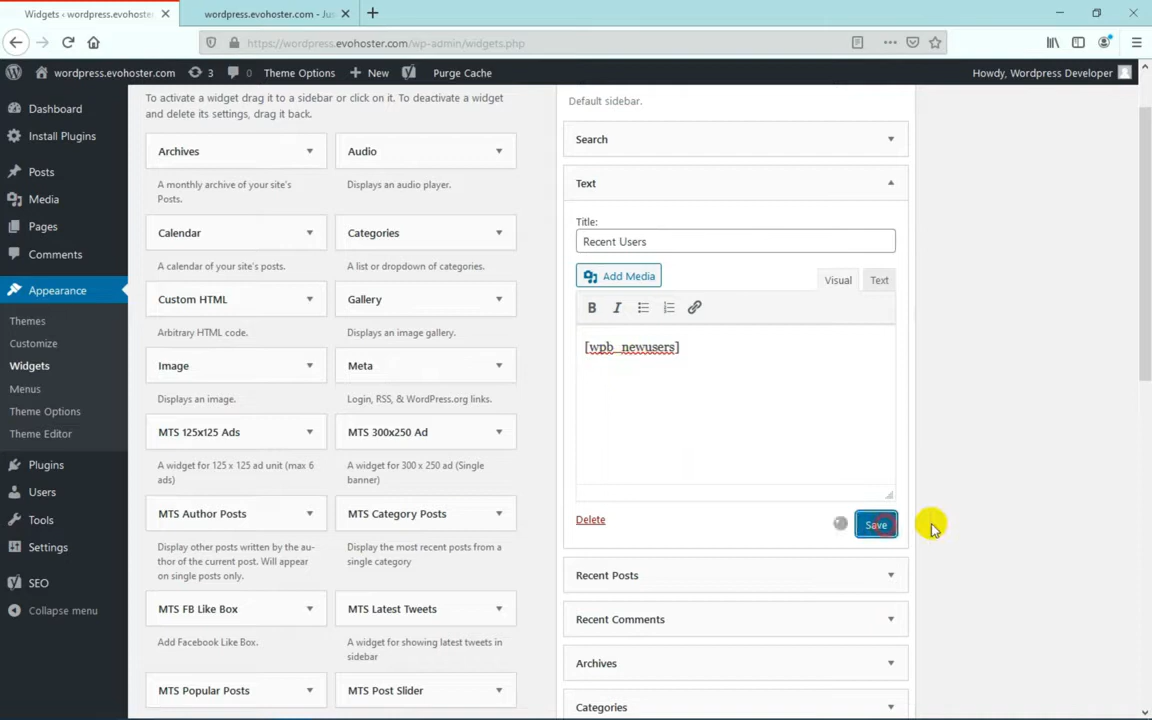 Widgets ‹ wordpress.evohoster.com
wordpress.evohoster.com - Jus
https://wordpress.evohoster.com/wp-admin/widgets.php
wordpress.evohoster.com
3
0
Theme Options
New
Purge Cache
Howdy, Wordpress Developer
Dashboard
Install Plugins
Posts
Media
Pages
Comments
Appearance
Themes
Customize
Widgets
Menus
Theme Options
Theme Editor
Plugins
Users
Tools
Settings
SEO
Collapse menu
To activate a widget drag it to a sidebar or click on it. To deactivate a widget
and delete its settings, drag it back.
Archives
A monthly archive of your site's
Posts.
Audio
Displays an audio player.
Calendar
A calendar of your site's posts.
Categories
A list or dropdown of categories.
Custom HTML
Arbitrary HTML code.
Gallery
Displays an image gallery.
Image
Displays an image.
Meta
Login, RSS, & WordPress.org links.
MTS 125x125 Ads
A widget for 125 x 125 ad unit (max 6
ads)
MTS 300x250 Ad
A widget for 300 x 250 ad (Single
banner)
MTS Author Posts
Display other posts written by the au-
thor of the current post. Will appear
on single posts only.
MTS Category Posts
Display the most recent posts from a
single category
MTS FB Like Box
Add Facebook Like Box.
MTS Latest Tweets
A widget for showing latest tweets in
sidebar
MTS Popular Posts
MTS Post Slider
Default sidebar.
Search
Text
Title:
Recent Users
Add Media
Visual
Text
B
I
[wpb_newusers]
Delete
Save
Recent Posts
Recent Comments
Archives
Categories